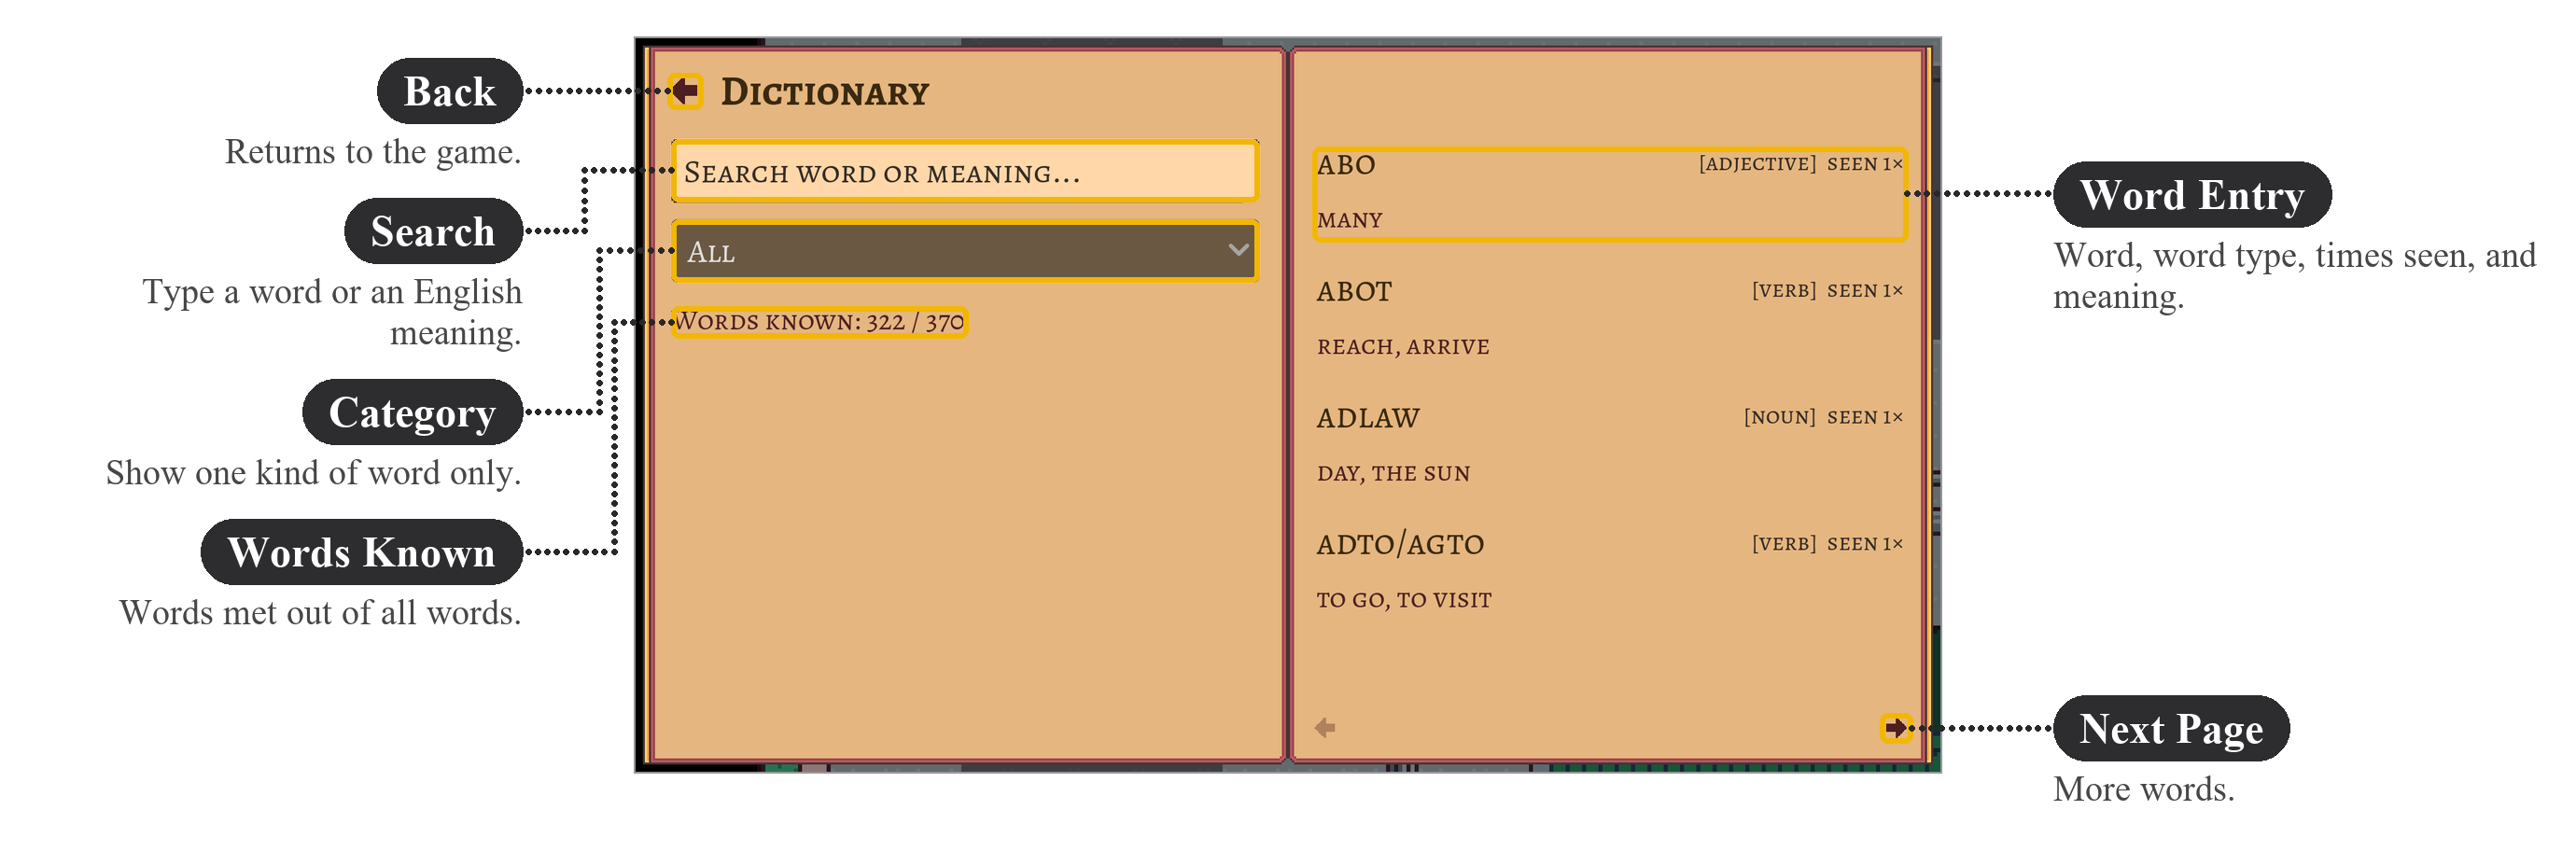 Back
Returns to the game.
Search
Type a word or an English
meaning.
Category
Show one kind of word only.
Words Known
Words met out of all words.
Dictionary
Search word or meaning...
All
Words known: 322 / 370
ABO [ADJECTIVE] SEEN 1×
MANY
ABOT [VERB] SEEN 1×
REACH, ARRIVE
ADLAW [NOUN] SEEN 1×
DAY, THE SUN
ADTO/AGTO [VERB] SEEN 1×
TO GO, TO VISIT
Word Entry
Word, word type, times seen, and
meaning.
Next Page
More words.